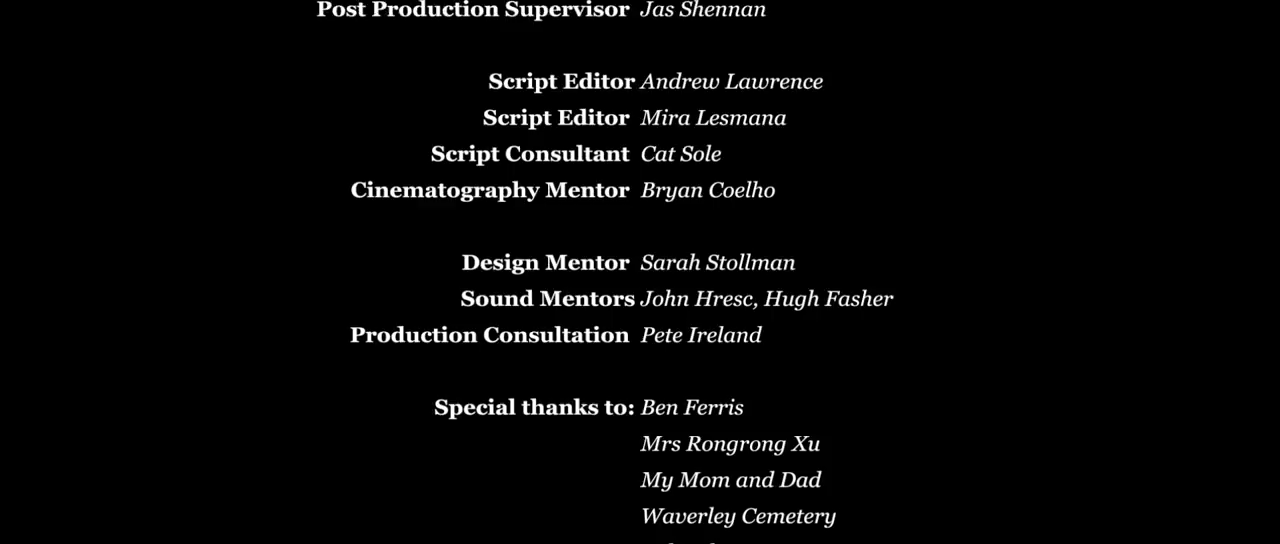 Post Production Supervisor Jas Shennan
Script Editor Andrew Lawrence
Script Editor Mira Lesmana
Script Consultant Cat Sole
Cinematography Mentor Bryan Coelho
Design Mentor Sarah Stollman
Sound Mentors John Hresc, Hugh Fasher
Production Consultation Pete Ireland
Special thanks to: Ben Ferris
Mrs Rongrong Xu
My Mom and Dad
Waverley Cemetery